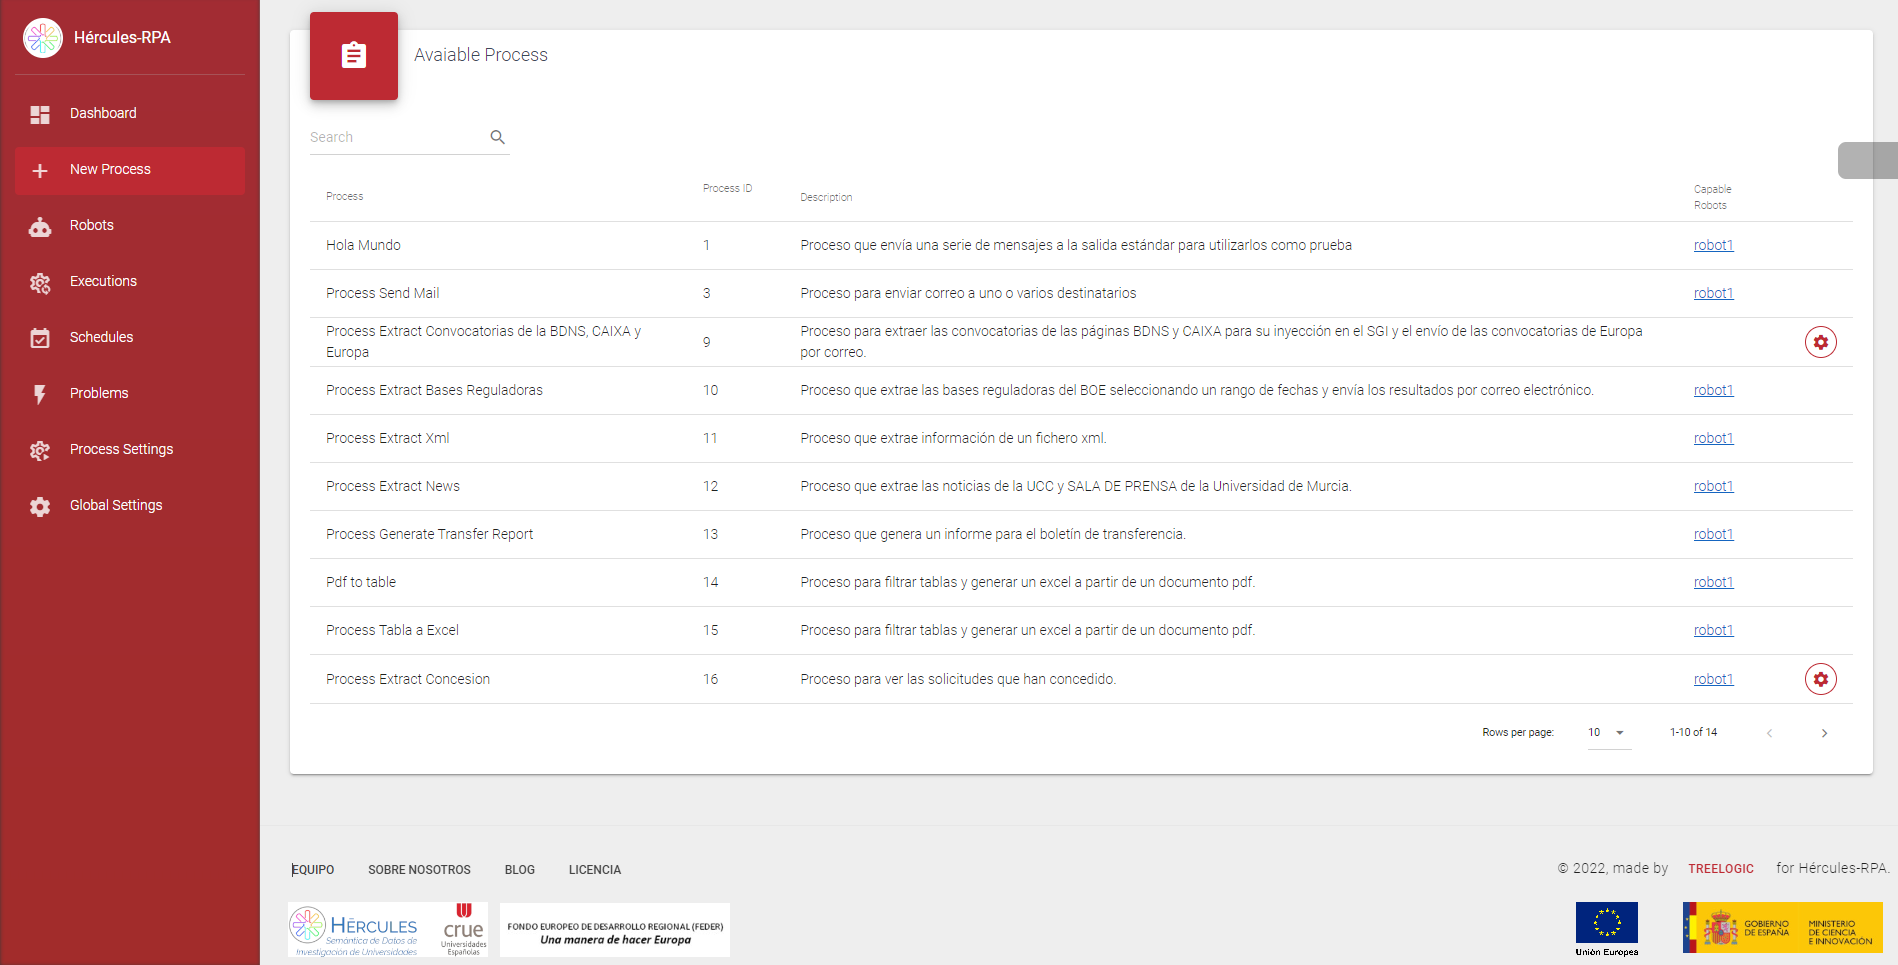 Hércules-RPA
Dashboard
New Process
Robots
Executions
Schedules
Problems
Process Settings
Global Settings
Avaiable Process
Search
Process
Process ID
Description
Capable
Robots
Hola Mundo
1
Proceso que envía una serie de mensajes a la salida estándar para utilizarlos como prueba
robot1
Process Send Mail
3
Proceso para enviar correo a uno o varios destinatarios
robot1
Process Extract Convocatorias de la BDNS, CAIXA y
Europa
9
Proceso para extraer las convocatorias de las páginas BDNS y CAIXA para su inyección en el SGI y el envío de las convocatorias de Europa
por correo.
Process Extract Bases Reguladoras
10
Proceso que extrae las bases reguladoras del BOE seleccionando un rango de fechas y envía los resultados por correo electrónico.
robot1
Process Extract Xml
11
Proceso que extrae información de un fichero xml.
robot1
Process Extract News
12
Proceso que extrae las noticias de la UCC y SALA DE PRENSA de la Universidad de Murcia.
robot1
Process Generate Transfer Report
13
Proceso que genera un informe para el boletín de transferencia.
robot1
Pdf to table
14
Proceso para filtrar tablas y generar un excel a partir de un documento pdf.
robot1
Process Tabla a Excel
15
Proceso para filtrar tablas y generar un excel a partir de un documento pdf.
robot1
Process Extract Concesion
16
Proceso para ver las solicitudes que han concedido.
robot1
Rows per page:
10
1-10 of 14
EQUIPO
SOBRE NOSOTROS
BLOG
LICENCIA
© 2022, made by TREELOGIC for Hércules-RPA.
HÉRCULES
Semántica de Datos de
Investigación de Universidades
crue
Universidades
Españolas
FONDO EUROPEO DE DESARROLLO REGIONAL (FEDER)
Una manera de hacer Europa
Unión Europea
GOBIERNO
DE ESPAÑA
MINISTERIO
DE CIENCIA
E INNOVACIÓN